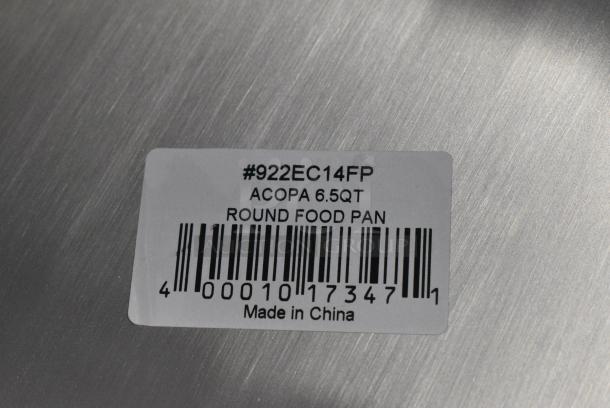 #922EC14FP
ACOPA 6.5QT
ROUND FOOD PAN
4 00010 17347 1
Made in China